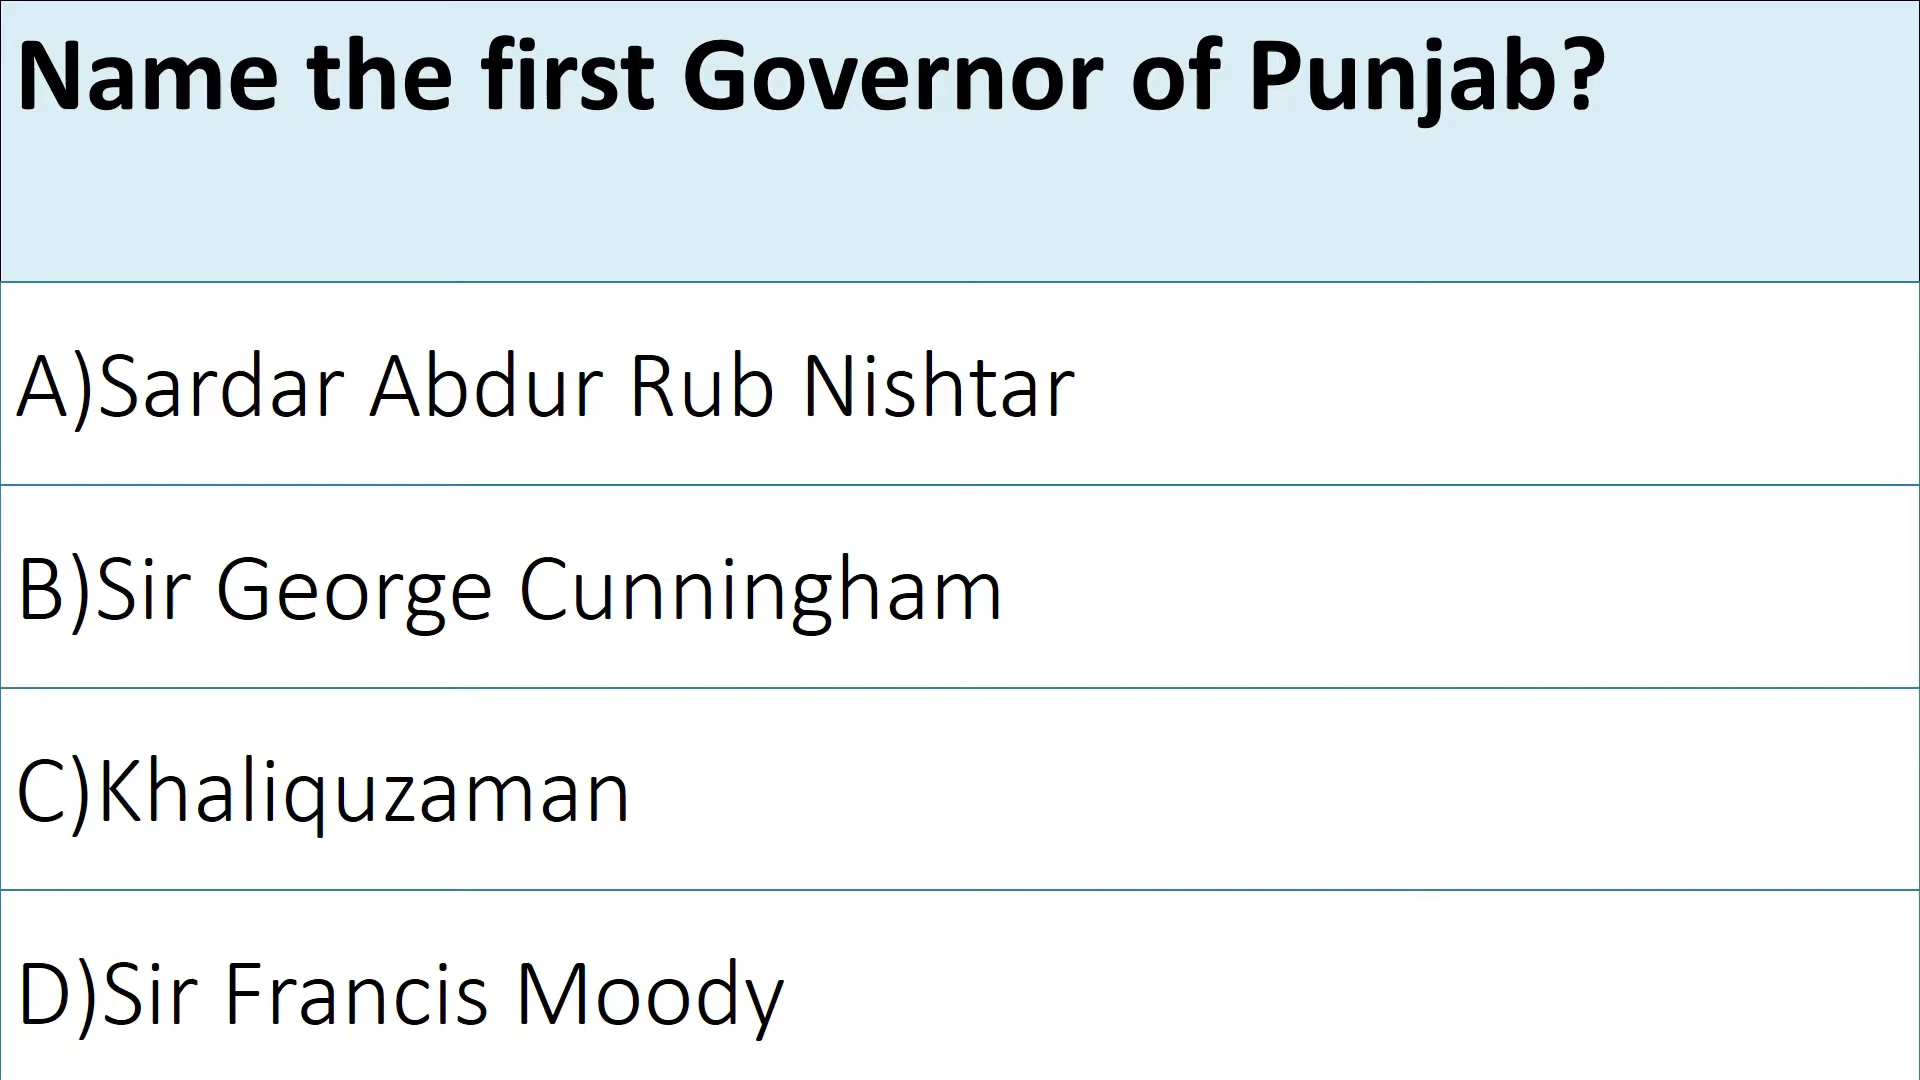 Name the first Governor of Punjab?
A)Sardar Abdur Rub Nishtar
B)Sir George Cunningham
C)Khaliquzaman
D)Sir Francis Moody